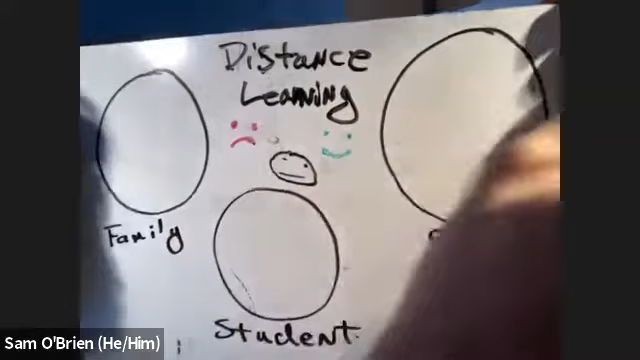 Distance
Learning
Family
Student
Sam O'Brien (He/Him)